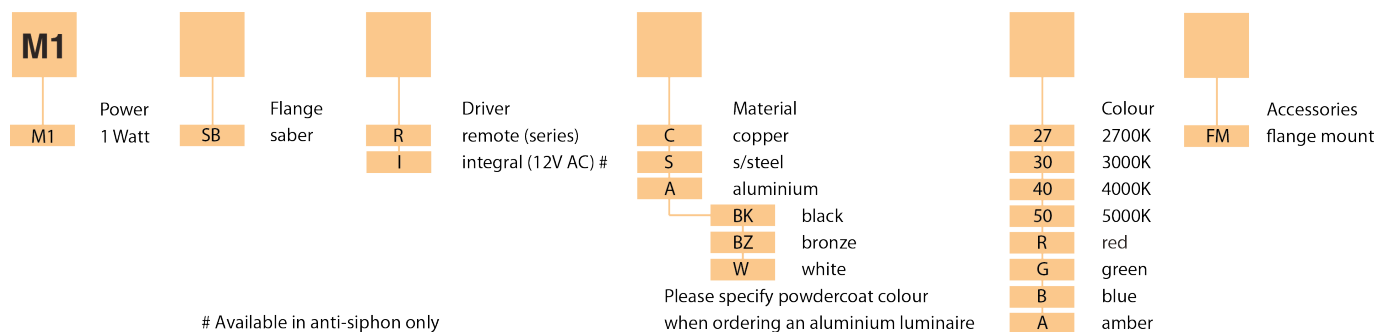 M1
Power Flange Driver Material Colour Accessories
M1 1 Watt SB saber R remote (series) C copper 27 2700K FM flange mount
I integral (12V AC) # S s/steel 30 3000K
A aluminium 40 4000K
BK black 50 5000K
BZ bronze R red
W white G green
Please specify powdercoat colour B blue
# Available in anti-siphon only when ordering an aluminium luminaire A amber